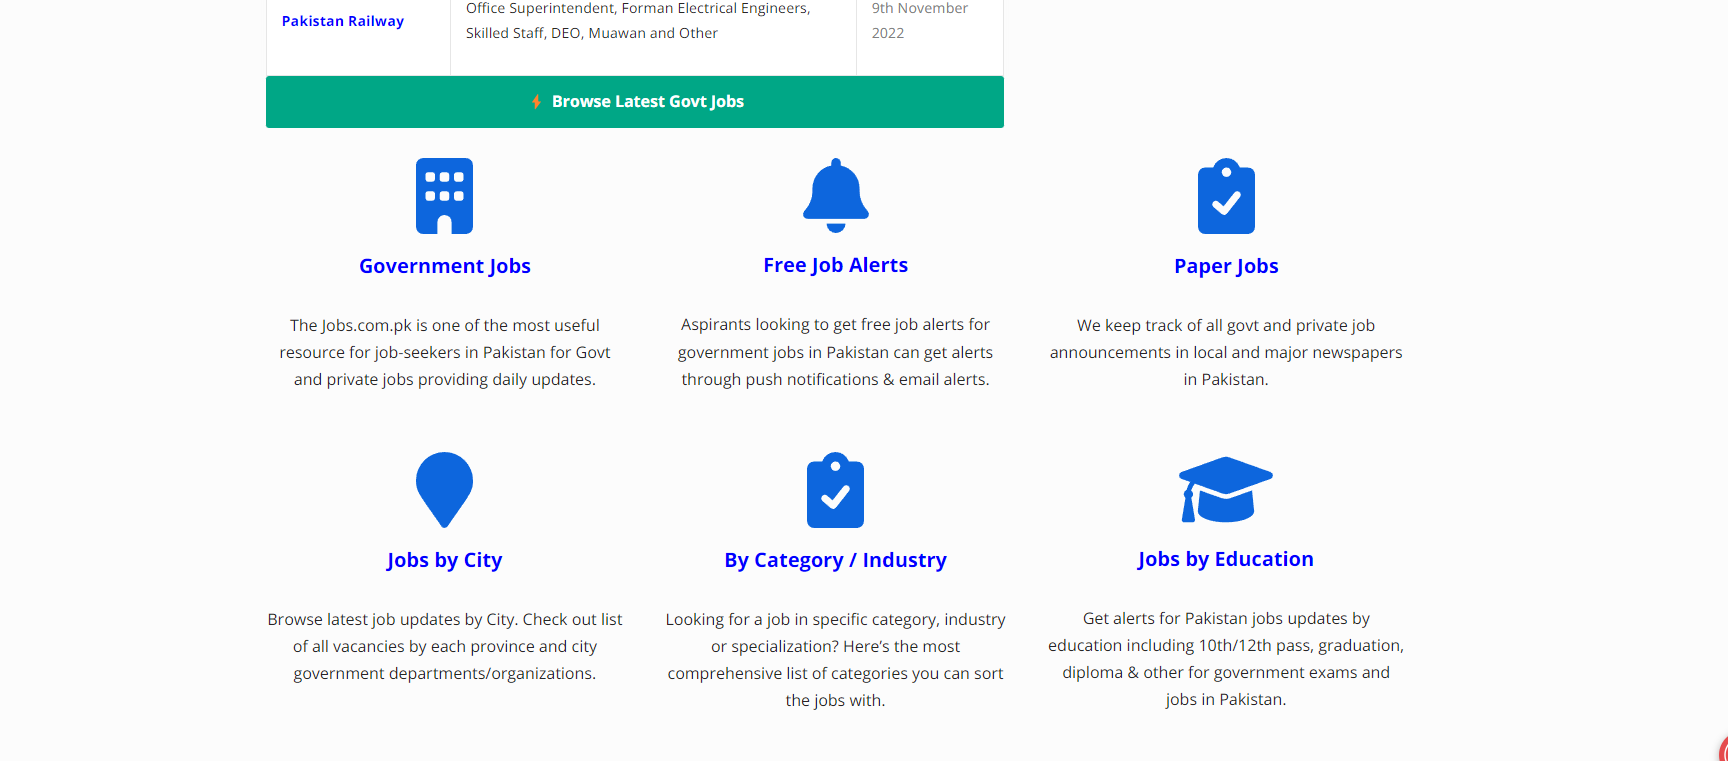 Pakistan Railway
Office Superintendent, Forman Electrical Engineers,
Skilled Staff, DEO, Muawan and Other
9th November
2022
Browse Latest Govt Jobs
Government Jobs
The Jobs.com.pk is one of the most useful
resource for job-seekers in Pakistan for Govt
and private jobs providing daily updates.
Free Job Alerts
Aspirants looking to get free job alerts for
government jobs in Pakistan can get alerts
through push notifications & email alerts.
Paper Jobs
We keep track of all govt and private job
announcements in local and major newspapers
in Pakistan.
Jobs by City
Browse latest job updates by City. Check out list
of all vacancies by each province and city
government departments/organizations.
By Category / Industry
Looking for a job in specific category, industry
or specialization? Here’s the most
comprehensive list of categories you can sort
the jobs with.
Jobs by Education
Get alerts for Pakistan jobs updates by
education including 10th/12th pass, graduation,
diploma & other for government exams and
jobs in Pakistan.